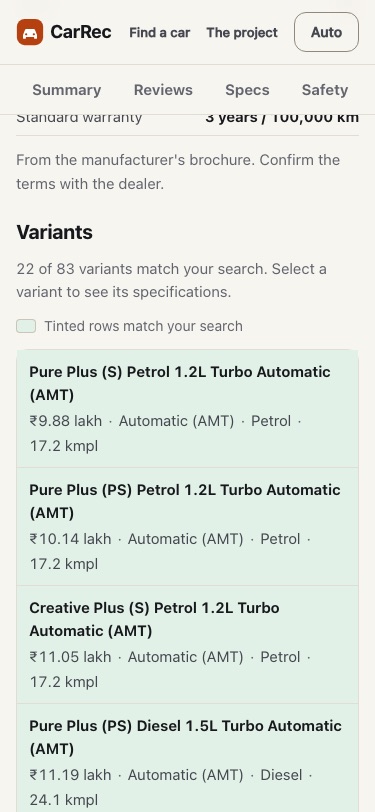 CarRec Find a car The project Auto
Summary Reviews Specs Safety
Standard warranty 3 years / 100,000 km
From the manufacturer's brochure. Confirm the
terms with the dealer.
Variants
22 of 83 variants match your search. Select a
variant to see its specifications.
Tinted rows match your search
Pure Plus (S) Petrol 1.2L Turbo Automatic
(AMT)
₹9.88 lakh · Automatic (AMT) · Petrol ·
17.2 kmpl
Pure Plus (PS) Petrol 1.2L Turbo Automatic
(AMT)
₹10.14 lakh · Automatic (AMT) · Petrol ·
17.2 kmpl
Creative Plus (S) Petrol 1.2L Turbo
Automatic (AMT)
₹11.05 lakh · Automatic (AMT) · Petrol ·
17.2 kmpl
Pure Plus (PS) Diesel 1.5L Turbo Automatic
(AMT)
₹11.19 lakh · Automatic (AMT) · Diesel ·
24.1 kmpl